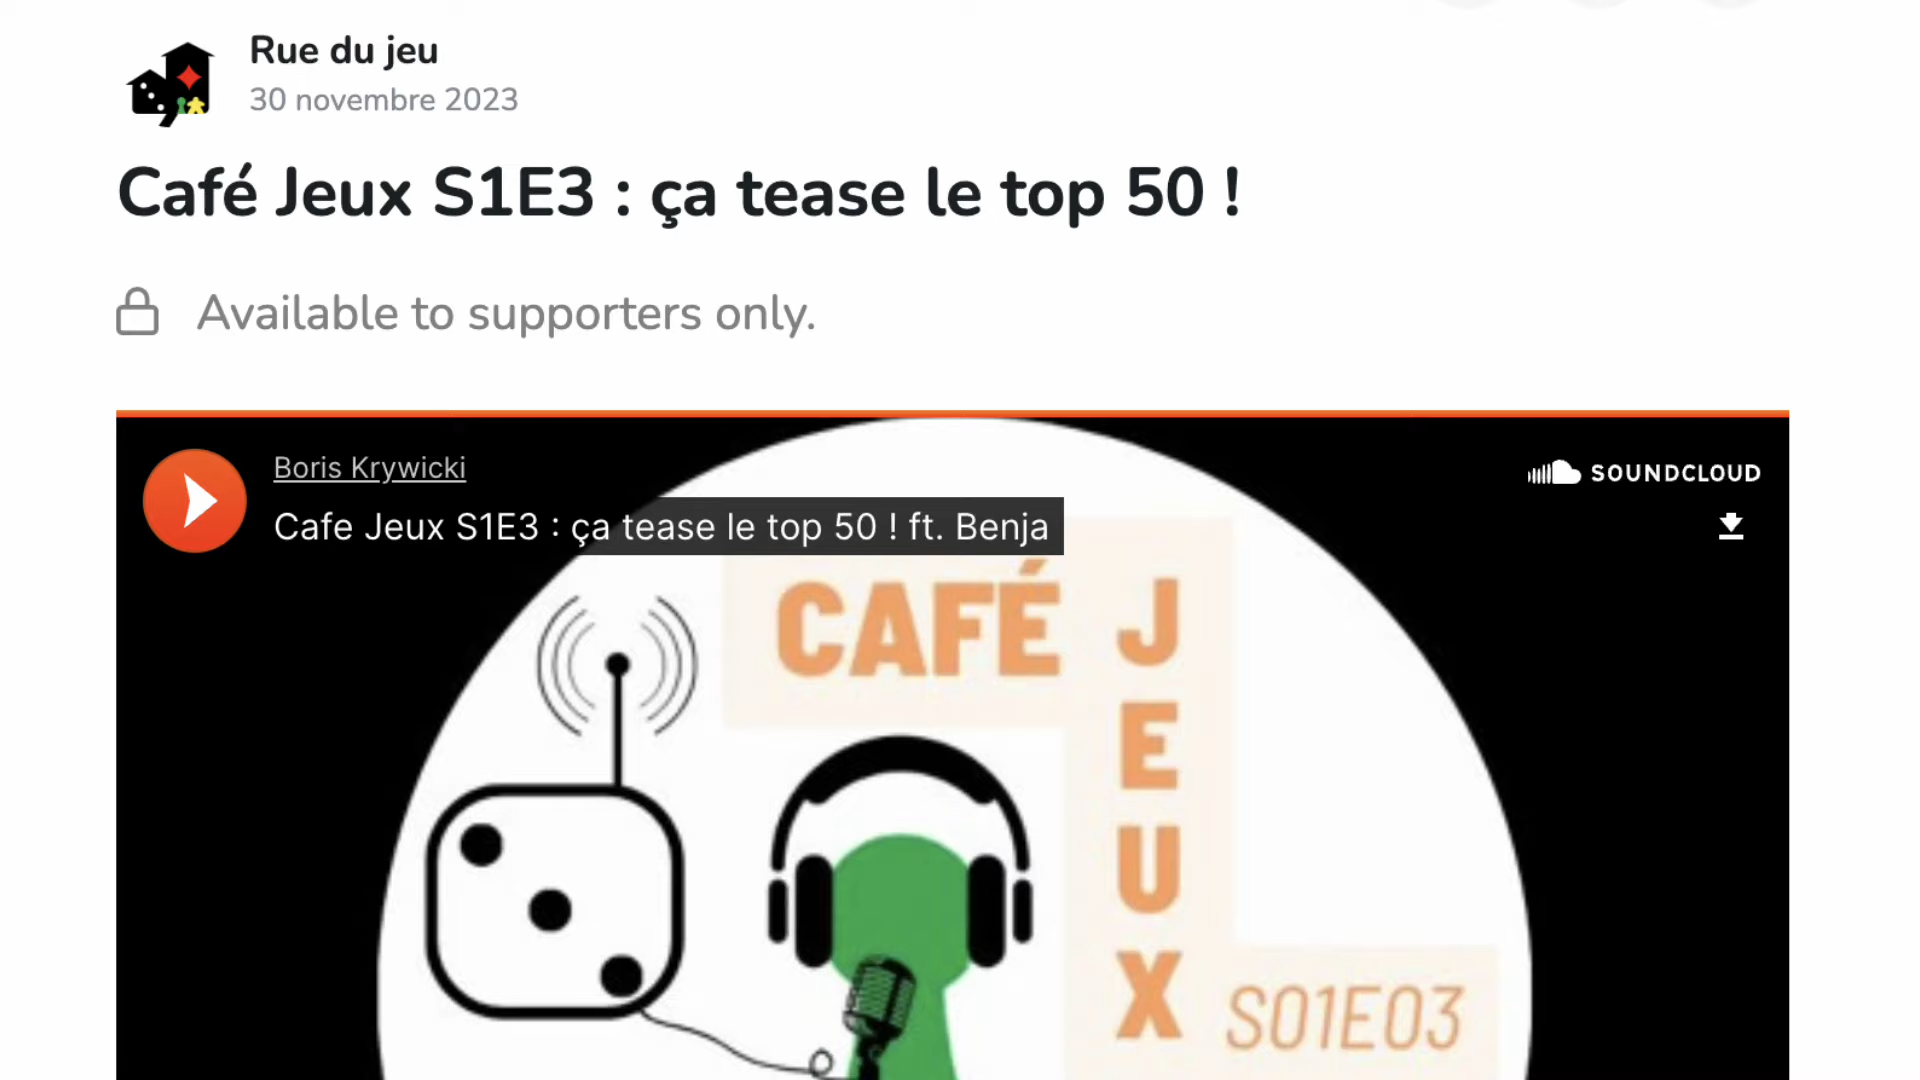 Rue du jeu
30 novembre 2023
Café Jeux S1E3 : ça tease le top 50 !
Available to supporters only.
Boris Krywicki
SOUNDCLOUD
Cafe Jeux S1E3 : ça tease le top 50 ! ft. Benja
CAFÉ
JEUX
S01E03